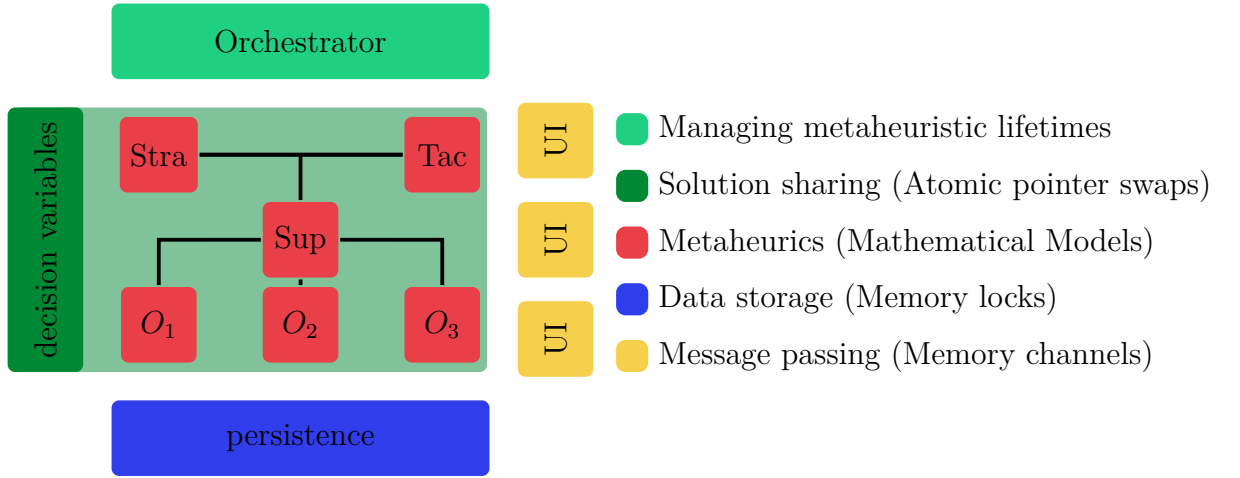 Orchestrator
decision variables
Stra
Tac
Sup
O₁
O₂
O₃
UI
UI
UI
persistence
Managing metaheuristic lifetimes
Solution sharing (Atomic pointer swaps)
Metaheurics (Mathematical Models)
Data storage (Memory locks)
Message passing (Memory channels)